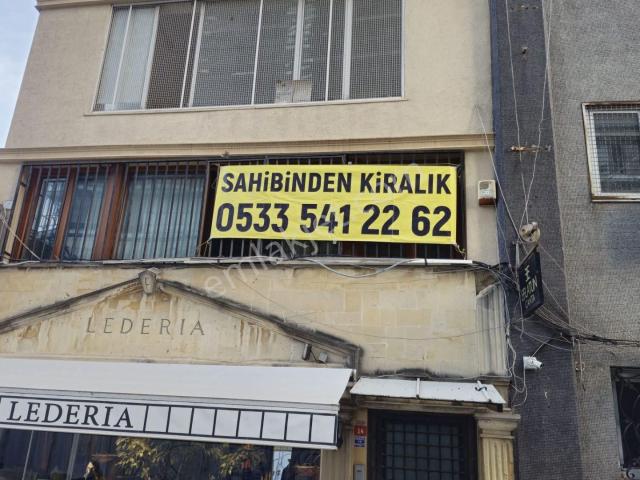 SAHİBİNDEN KİRALIK
0533 541 22 62
LEDERIA
LEDERIA